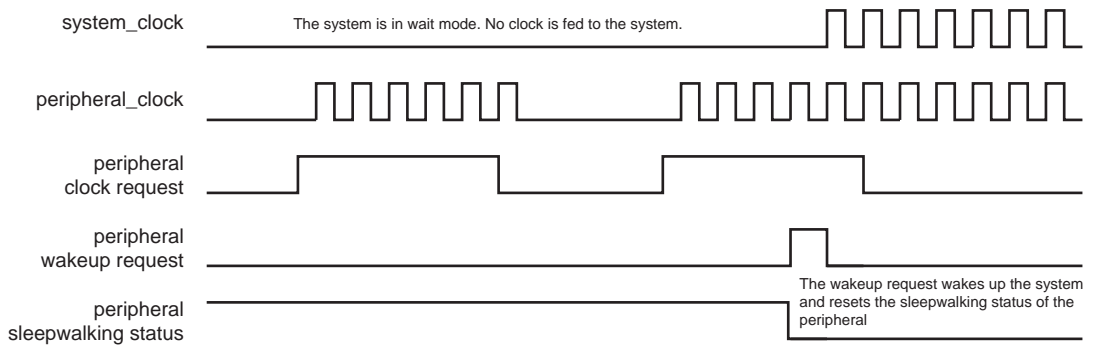 system_clock
The system is in wait mode. No clock is fed to the system.
peripheral_clock
peripheral
clock request
peripheral
wakeup request
The wakeup request wakes up the system
and resets the sleepwalking status of the
peripheral
peripheral
sleepwalking status